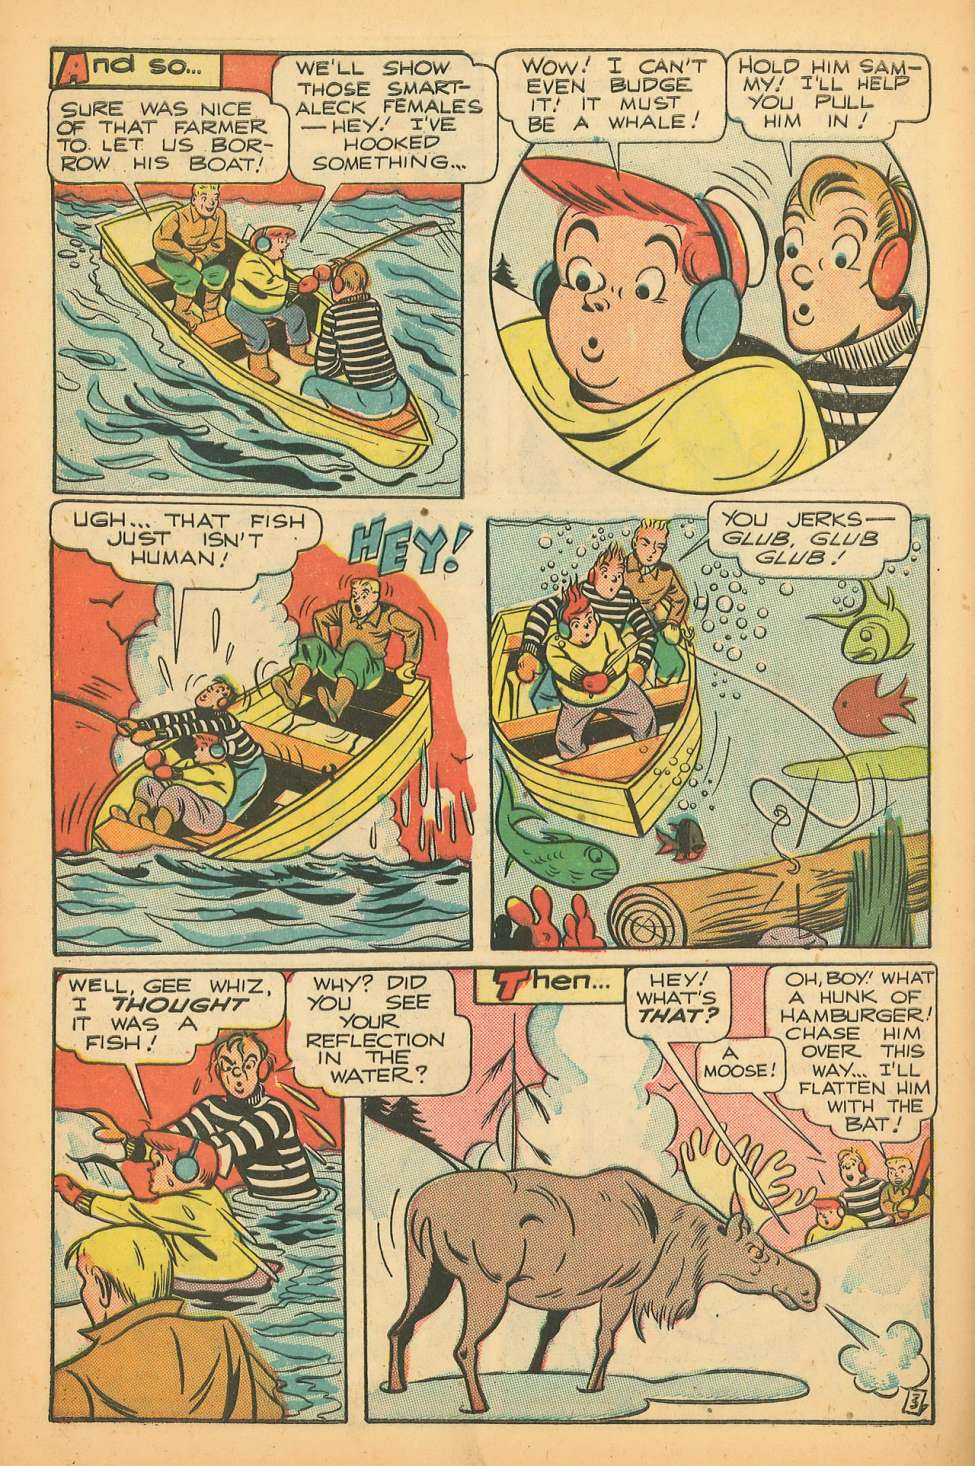 And so...
SURE WAS NICE
OF THAT FARMER
TO LET US BOR-
ROW HIS BOAT!
WE'LL SHOW
THOSE SMART-
ALECK FEMALES
—HEY! I'VE
HOOKED
SOMETHING...
WOW! I CAN'T
EVEN BUDGE
IT! IT MUST
BE A WHALE!
HOLD HIM SAM-
MY! I'LL HELP
YOU PULL
HIM IN!
UGH... THAT FISH
JUST ISN'T
HUMAN!
HEY!
YOU JERKS—
GLUB, GLUB
GLUB!
WELL, GEE WHIZ,
I THOUGHT
IT WAS A
FISH!
WHY? DID
YOU SEE
YOUR
REFLECTION
IN THE
WATER?
Then...
HEY!
WHAT'S
THAT?
A
MOOSE!
OH, BOY! WHAT
A HUNK OF
HAMBURGER!
CHASE HIM
OVER THIS
WAY... I'LL
FLATTEN HIM
WITH THE
BAT!
3